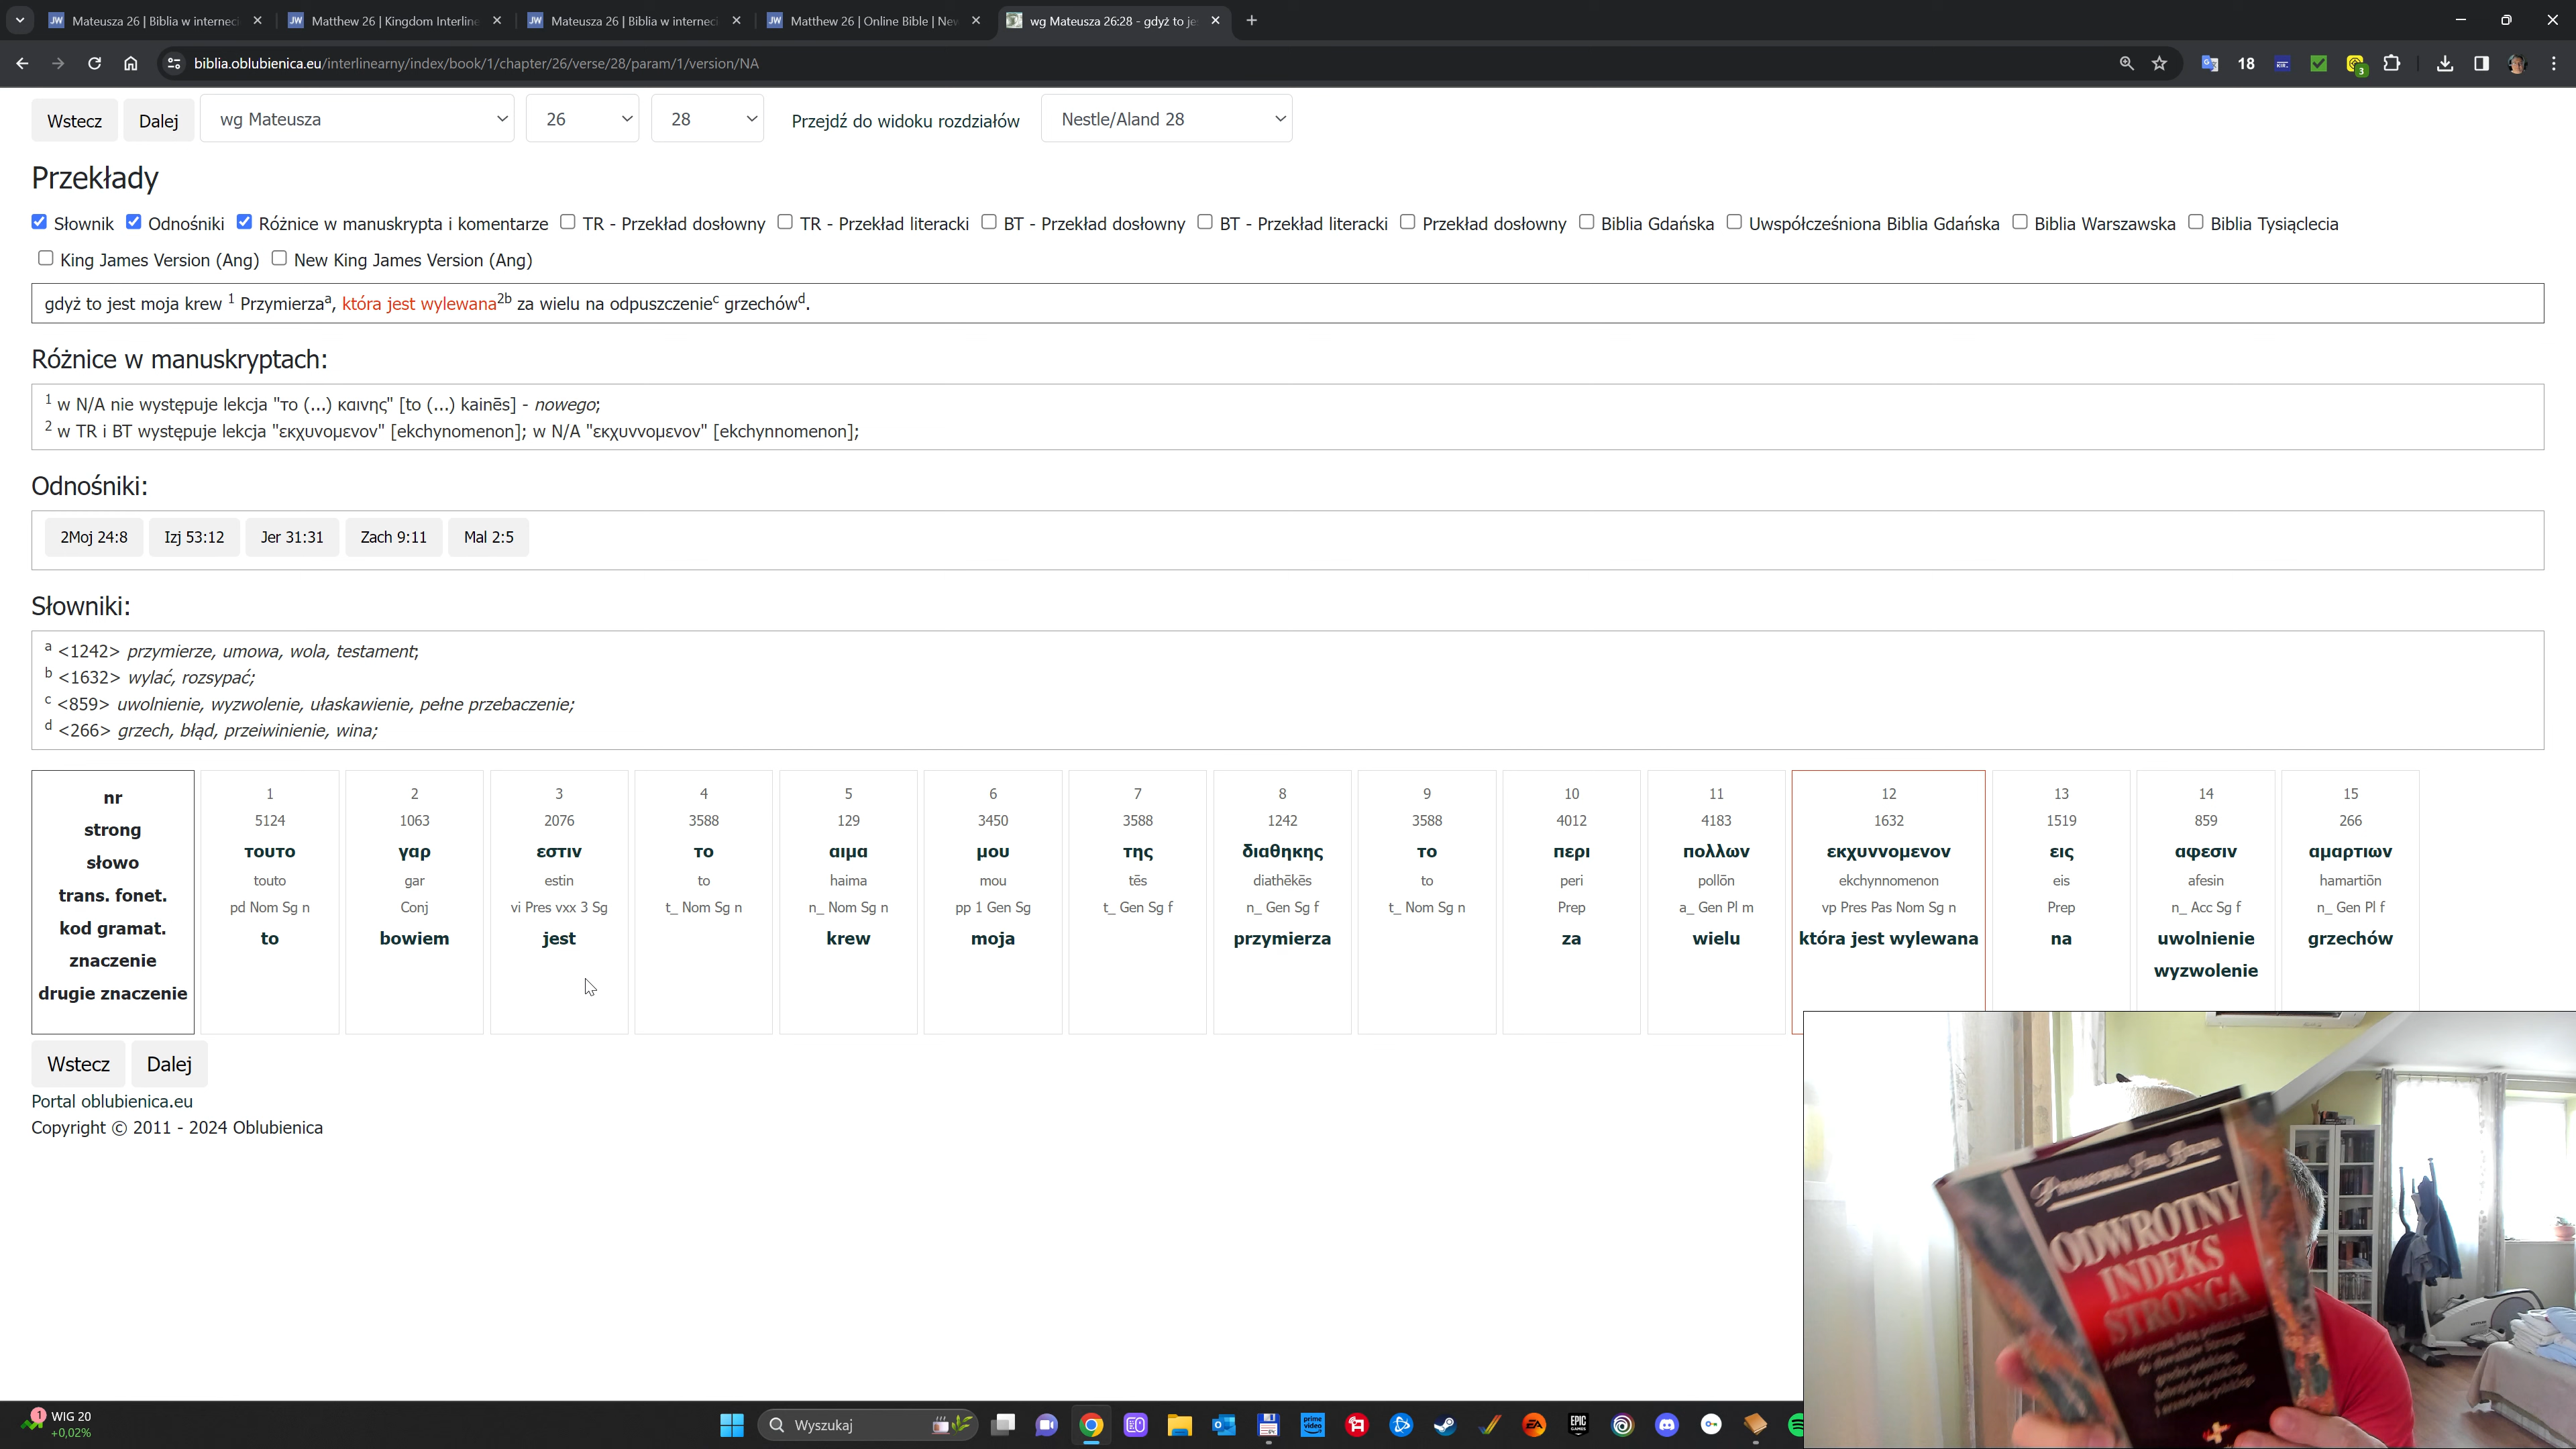 Mateusza 26 | Biblia w interneci
Matthew 26 | Kingdom Interline
Mateusza 26 | Biblia w interneci
Matthew 26 | Online Bible | Nev
wg Mateusza 26:28 - gdyż to je
biblia.oblubienica.eu/interlinearny/index/book/1/chapter/26/verse/28/param/1/version/NA
18
3
Wstecz Dalej wg Mateusza 26 28 Przejdź do widoku rozdziałów Nestle/Aland 28
Przekłady
Słownik Odnośniki Różnice w manuskrypta i komentarze TR - Przekład dosłowny TR - Przekład literacki BT - Przekład dosłowny BT - Przekład literacki Przekład dosłowny Biblia Gdańska Uwspółcześniona Biblia Gdańska Biblia Warszawska Biblia Tysiąclecia
King James Version (Ang) New King James Version (Ang)
gdyż to jest moja krew 1 Przymierzaa, która jest wylewana2b za wielu na odpuszczeniec grzechówd.
Różnice w manuskryptach:
1 w N/A nie występuje lekcja "το (...) καινης" [to (...) kainēs] - nowego;
2 w TR i BT występuje lekcja "εκχυνομενον" [ekchynomenon]; w N/A "εκχυννομενον" [ekchynnomenon];
Odnośniki:
2Moj 24:8 Izj 53:12 Jer 31:31 Zach 9:11 Mal 2:5
Słowniki:
a <1242> przymierze, umowa, wola, testament;
b <1632> wylać, rozsypać;
c <859> uwolnienie, wyzwolenie, ułaskawienie, pełne przebaczenie;
d <266> grzech, błąd, przeiwinienie, wina;
nr 1 2 3 4 5 6 7 8 9 10 11 12 13 14 15
strong 5124 1063 2076 3588 129 3450 3588 1242 3588 4012 4183 1632 1519 859 266
słowo τουτο γαρ εστιν το αιμα μου της διαθηκης το περι πολλων εκχυννομενον εις αφεσιν αμαρτιων
trans. fonet. touto gar estin to haima mou tēs diathēkēs to peri pollōn ekchynnomenon eis afesin hamartiōn
kod gramat. pd Nom Sg n Conj vi Pres vxx 3 Sg t_ Nom Sg n n_ Nom Sg n pp 1 Gen Sg t_ Gen Sg f n_ Gen Sg f t_ Nom Sg n Prep a_ Gen Pl m vp Pres Pas Nom Sg n Prep n_ Acc Sg f n_ Gen Pl f
znaczenie to bowiem jest krew moja przymierza za wielu która jest wylewana na uwolnienie grzechów
drugie znaczenie wyzwolenie
Wstecz Dalej
Portal oblubienica.eu
Copyright © 2011 - 2024 Oblubienica
ODWROTNY
INDEKS
STRONGA
1
WIG 20
+0,02%
Wyszukaj
prime video
EA
EPIC GAMES